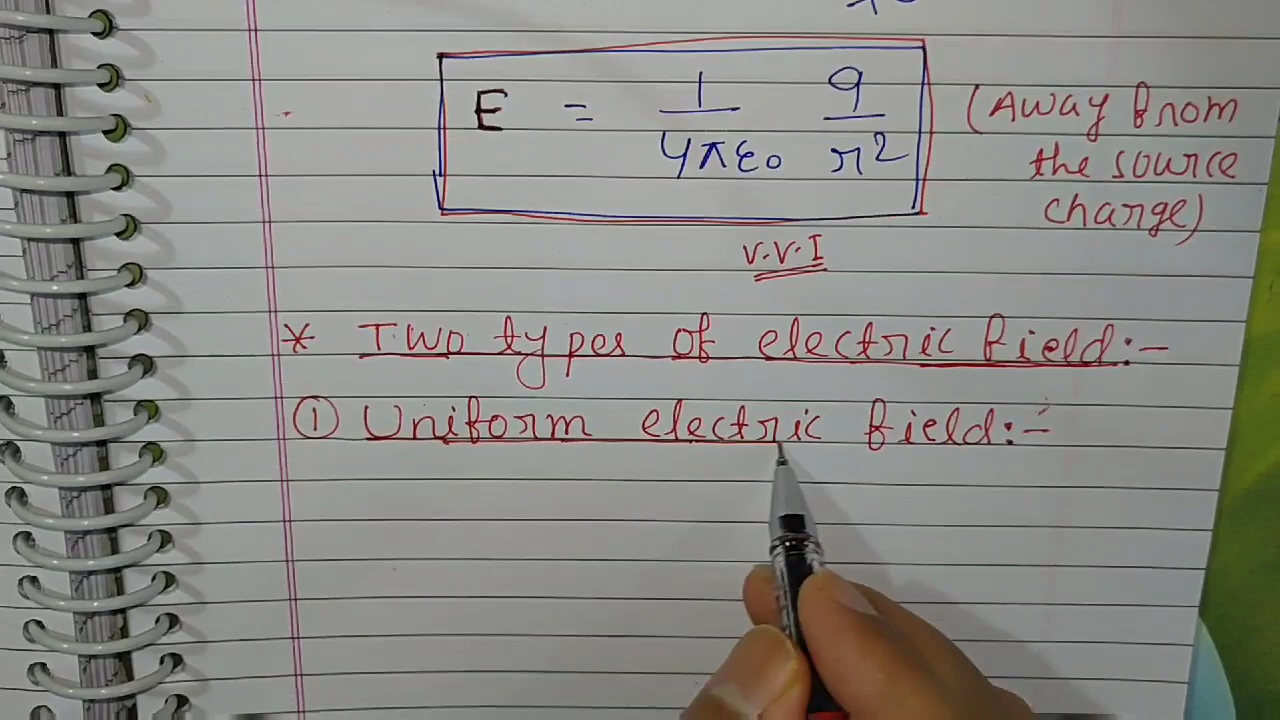 E = 1/4πε0 q/r² (Away from
the source
charge)
V.V.I
* Two types of electric field:-
① Uniform electric field:-